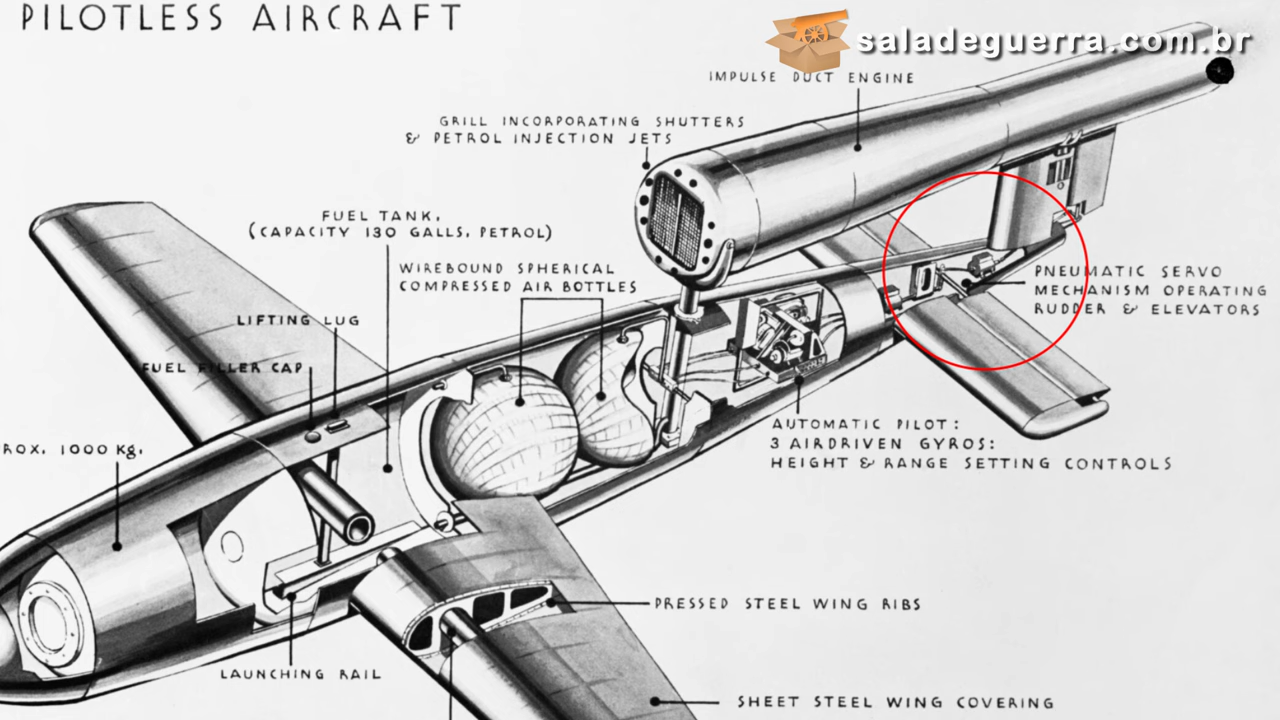 PILOTLESS AIRCRAFT
saladeguerra.com.br
IMPULSE DUCT ENGINE
GRILL INCORPORATING SHUTTERS
& PETROL INJECTION JETS
FUEL TANK.
(CAPACITY 130 GALLS. PETROL)
WIREBOUND SPHERICAL
COMPRESSED AIR BOTTLES
PNEUMATIC SERVO
MECHANISM OPERATING
RUDDER & ELEVATORS
LIFTING LUG
FUEL FILLER CAP.
AUTOMATIC PILOT:
3 AIRDRIVEN GYROS:
HEIGHT & RANGE SETTING CONTROLS
1000 Kg.
PRESSED STEEL WING RIBS
LAUNCHING RAIL
SHEET STEEL WING COVERING